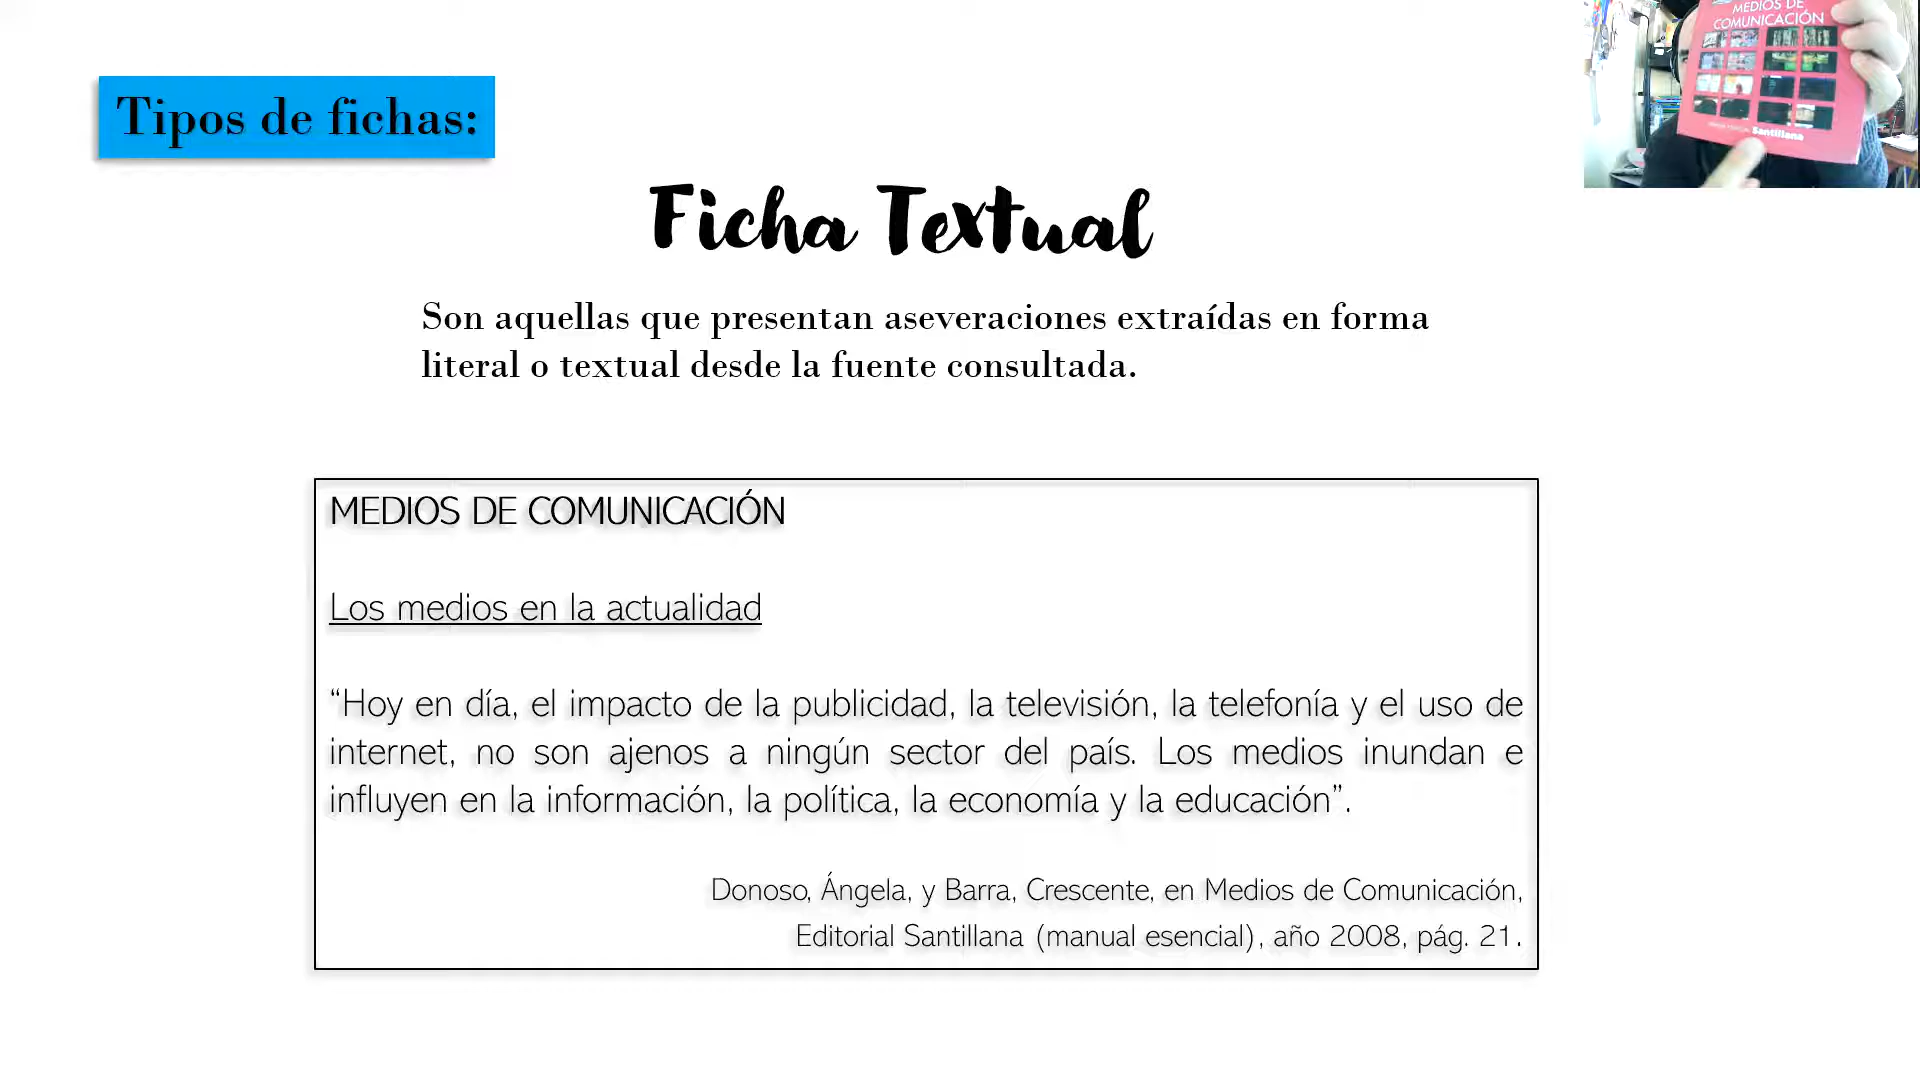 Tipos de fichas:
Ficha Textual
Son aquellas que presentan aseveraciones extraídas en forma
literal o textual desde la fuente consultada.
MEDIOS DE COMUNICACIÓN
Los medios en la actualidad
“Hoy en día, el impacto de la publicidad, la televisión, la telefonía y el uso de
internet, no son ajenos a ningún sector del país. Los medios inundan e
influyen en la información, la política, la economía y la educación”.
Donoso, Ángela, y Barra, Crescente, en Medios de Comunicación,
Editorial Santillana (manual esencial), año 2008, pág. 21.
MEDIOS DE
COMUNICACIÓN
Santillana